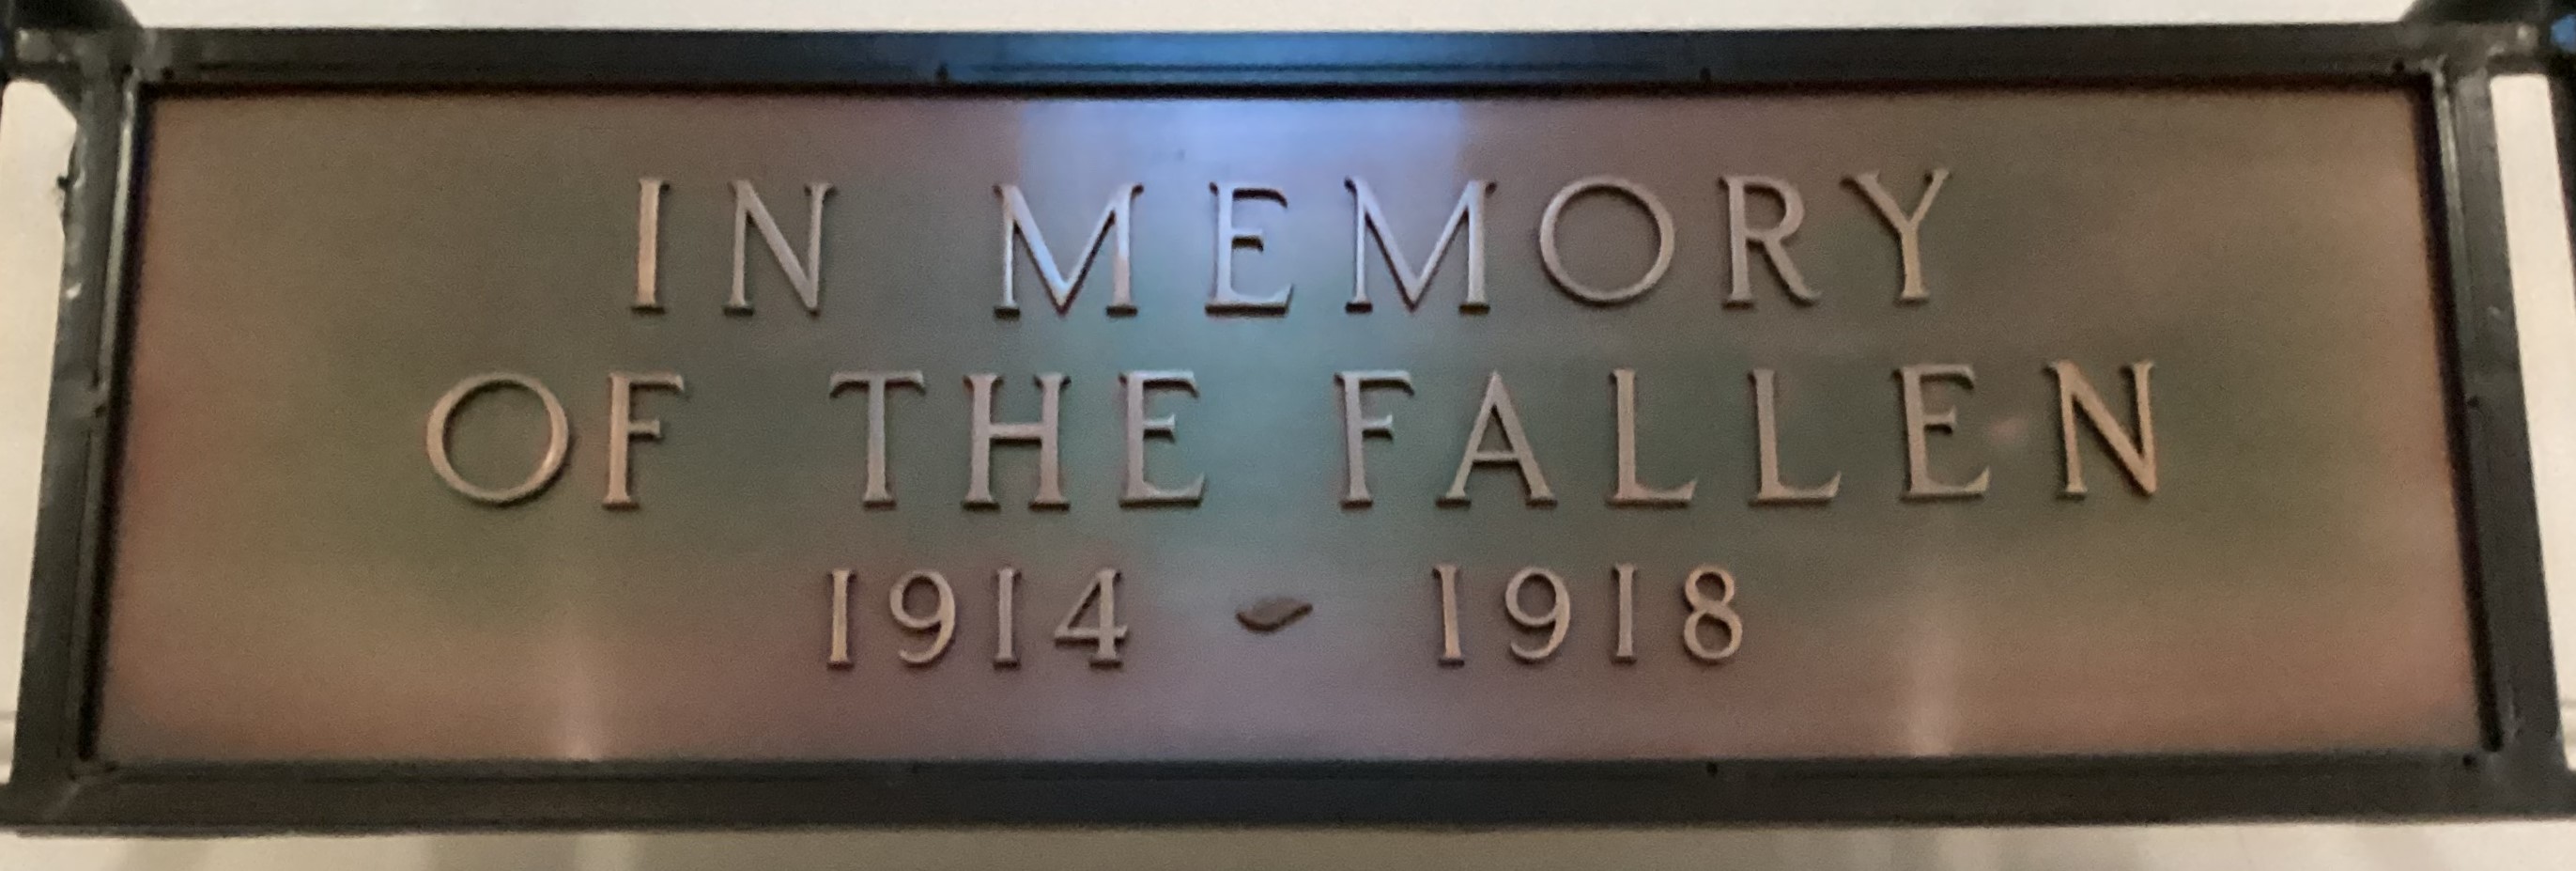 IN MEMORY
OF THE FALLEN
1914 - 1918